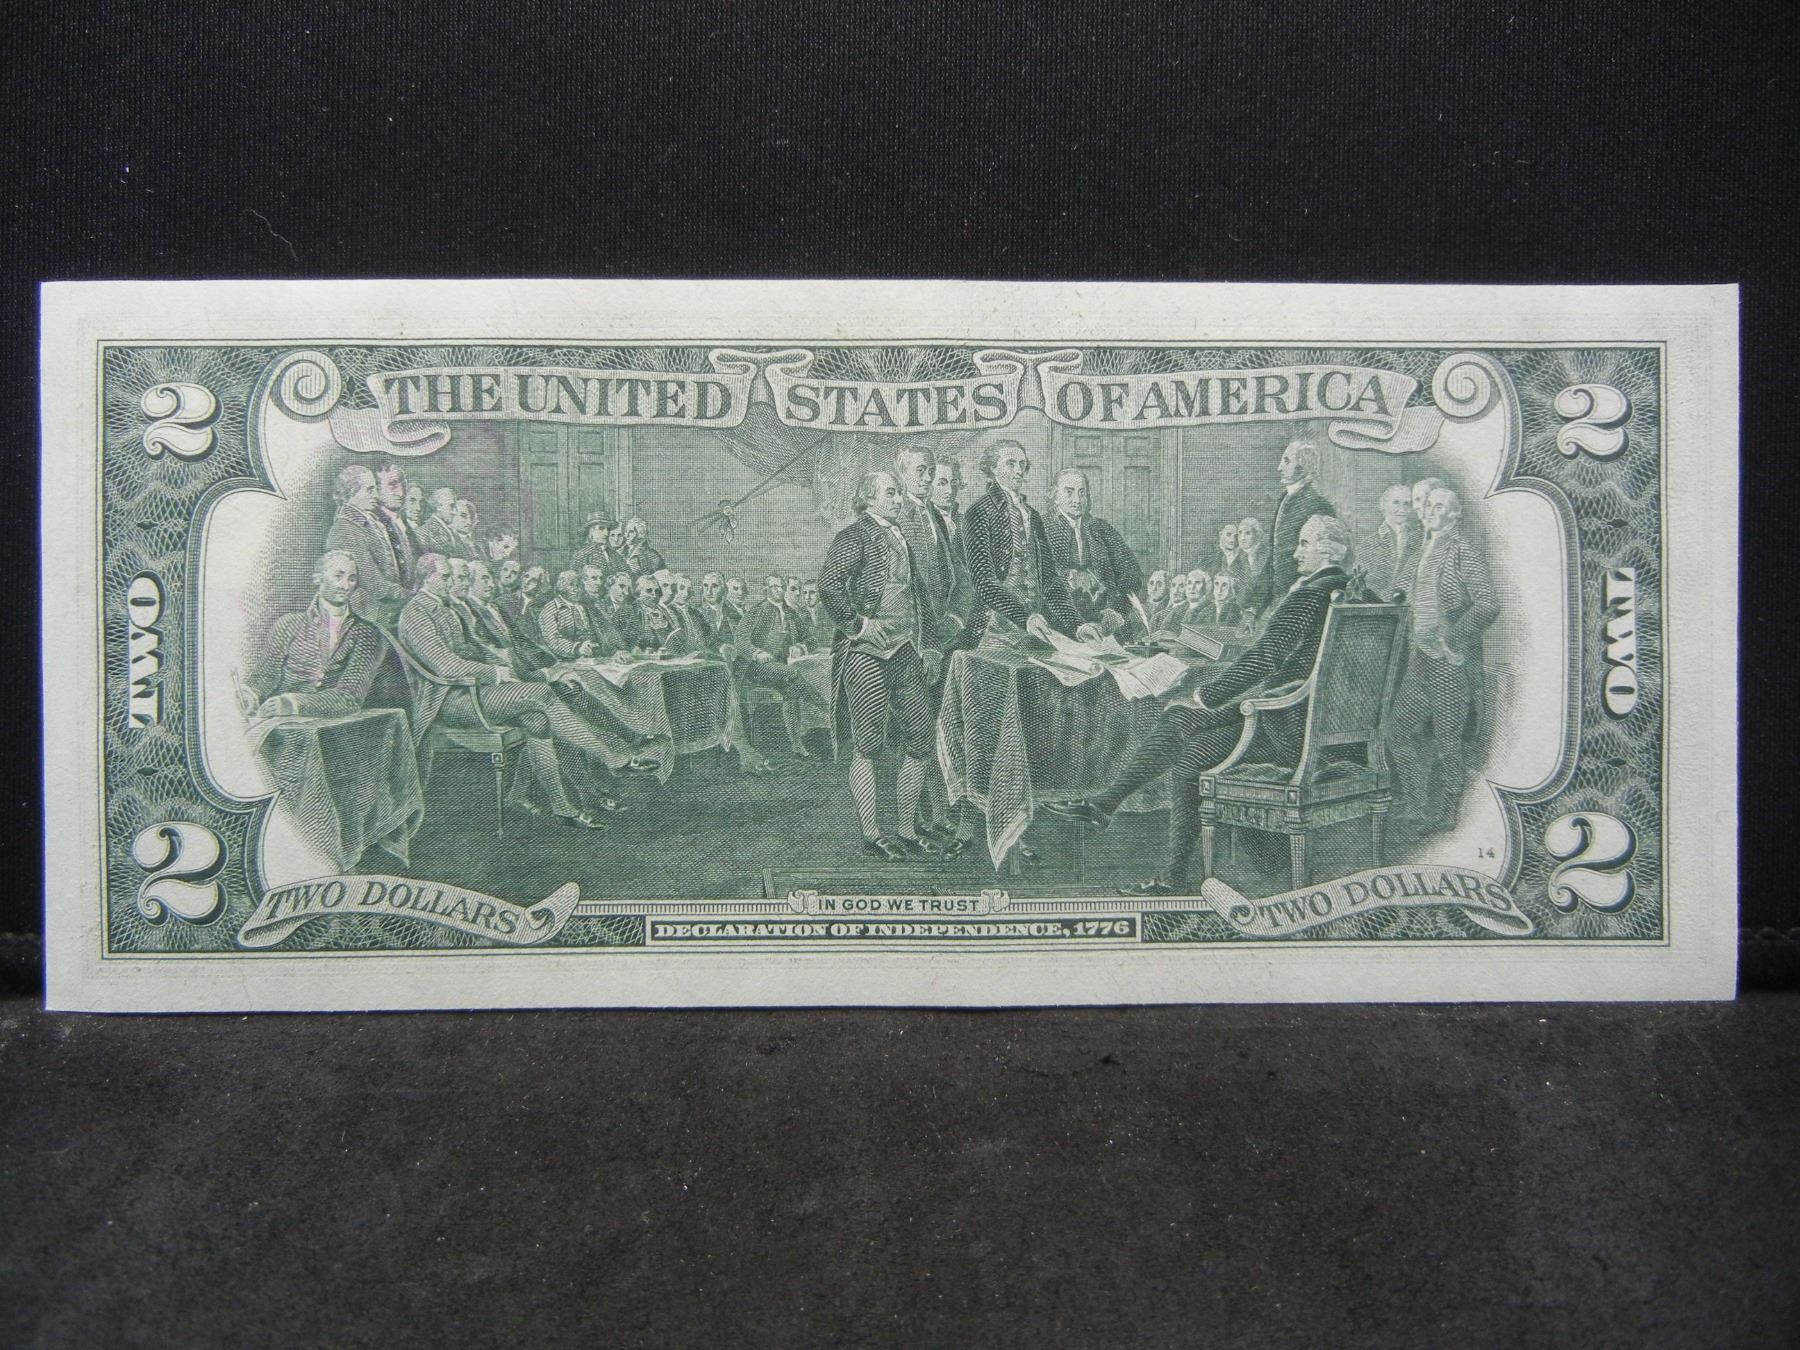 THE UNITED STATES OF AMERICA
2
2
TWO
TWO
14
2
2
TWO DOLLARS
TWO DOLLARS
IN GOD WE TRUST
DECLARATION OF INDEPENDENCE, 1776